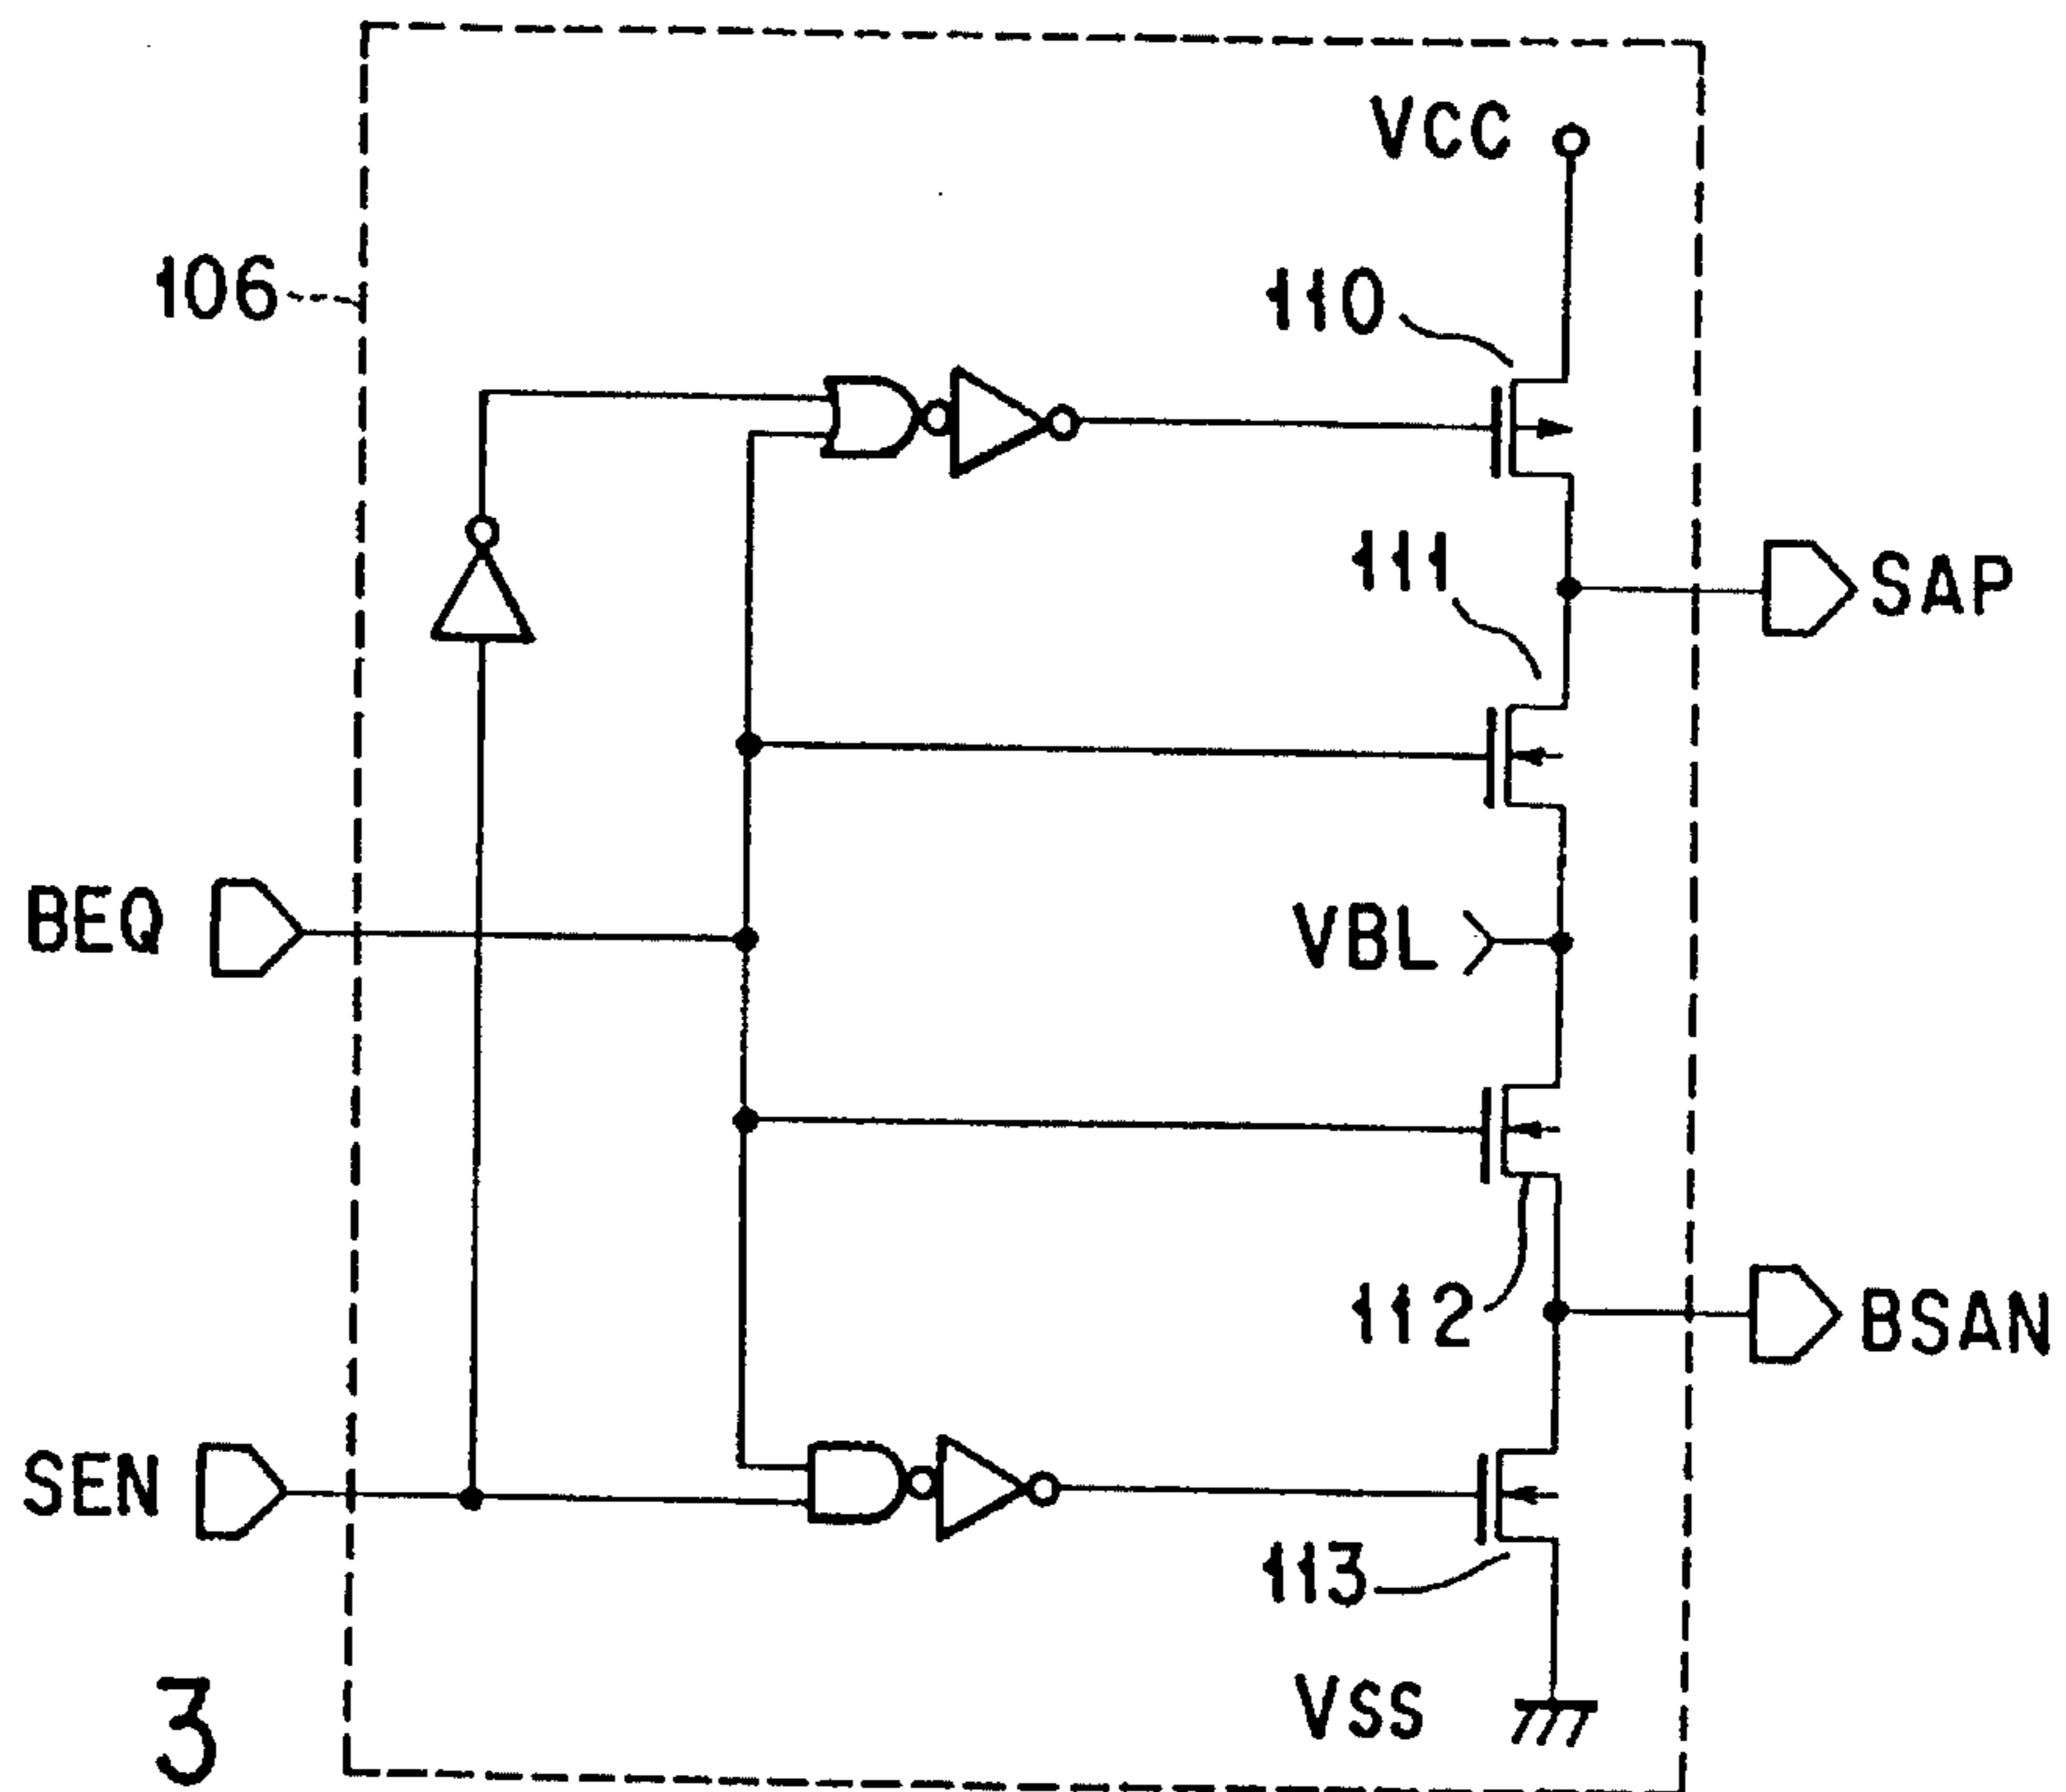 VCC
106
110
111
SAP
BEQ
VBL
112
BSAN
SEN
113
VSS
3